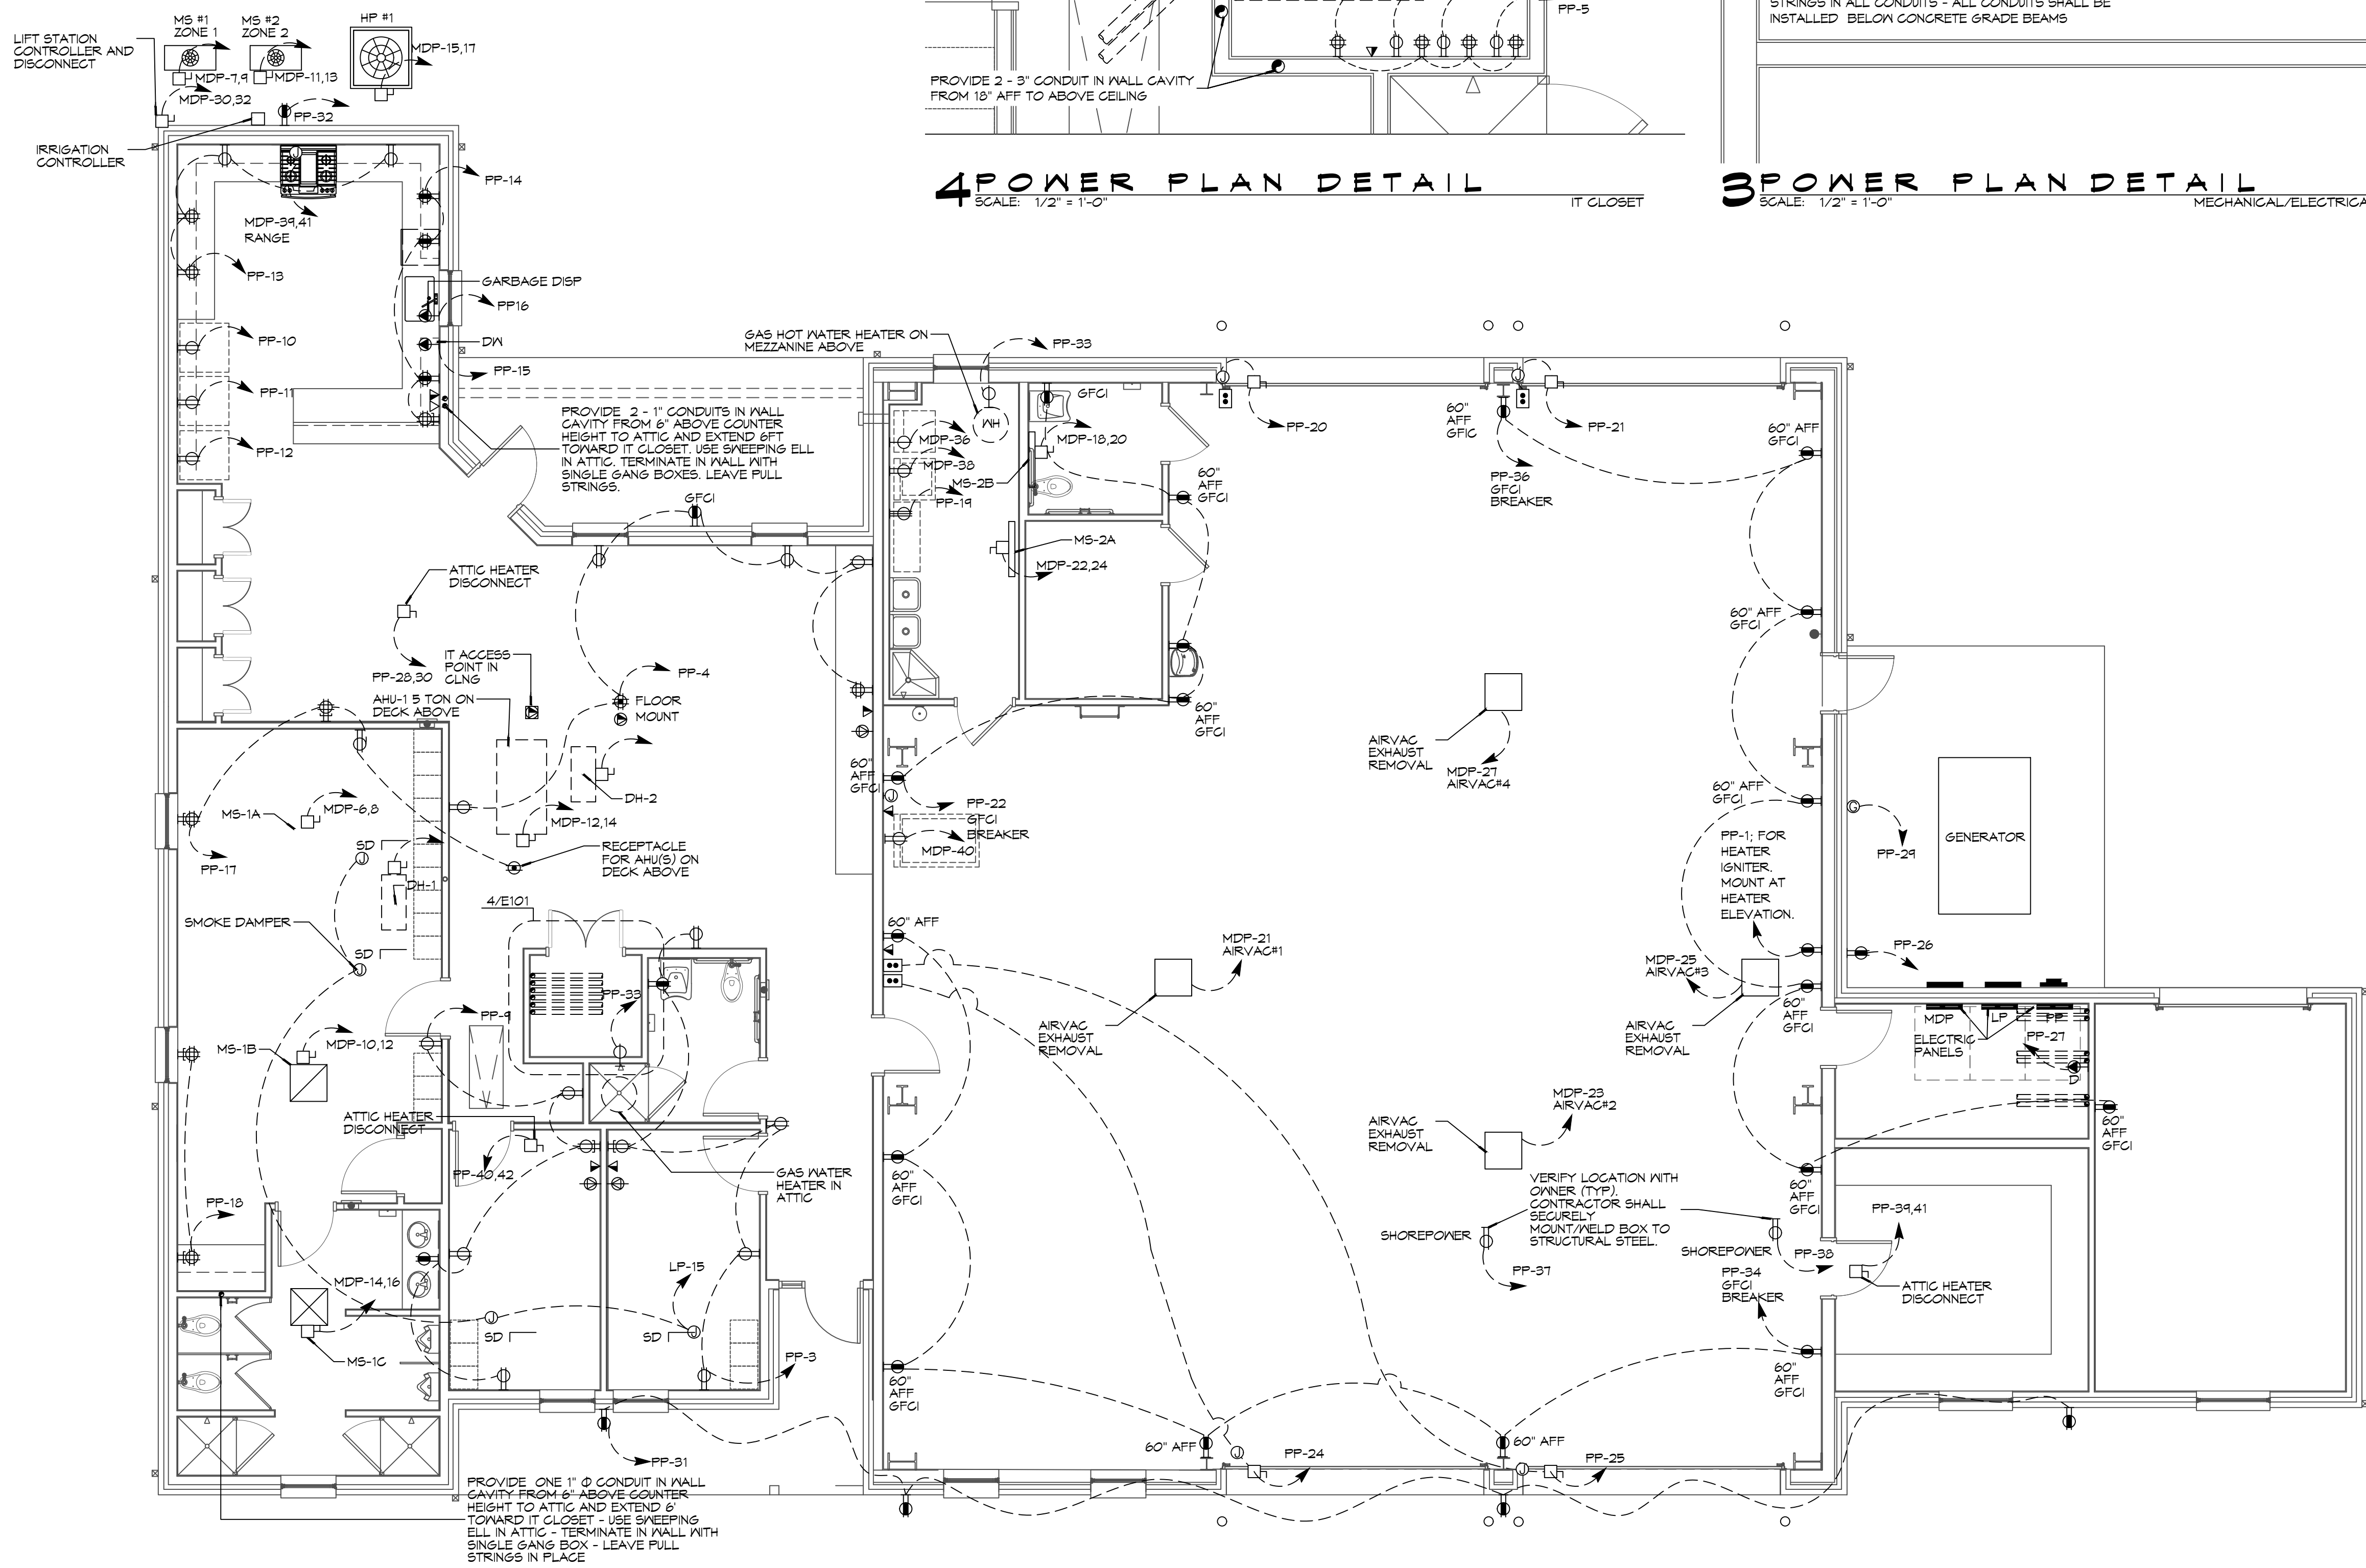 MS #1
ZONE 1
MS #2
ZONE 2
HP #1
LIFT STATION
CONTROLLER AND
DISCONNECT
MDP-15,17
MDP-7,9
MDP-11,13
MDP-30,32
PP-32
IRRIGATION
CONTROLLER
PP-5
STRINGS IN ALL CONDUITS - ALL CONDUITS SHALL BE
INSTALLED BELOW CONCRETE GRADE BEAMS
PROVIDE 2 - 3" CONDUIT IN WALL CAVITY
FROM 18" AFF TO ABOVE CEILING
4 POWER PLAN DETAIL
SCALE: 1/2" = 1'-0"
IT CLOSET
3 POWER PLAN DETAIL
SCALE: 1/2" = 1'-0"
MECHANICAL/ELECTRICA
PP-14
MDP-39,41
RANGE
PP-13
GARBAGE DISP
PP16
PP-10
DW
PP-15
PP-11
PP-12
GAS HOT WATER HEATER ON
MEZZANINE ABOVE
PP-33
PROVIDE 2 - 1" CONDUITS IN WALL
CAVITY FROM 6" ABOVE COUNTER
HEIGHT TO ATTIC AND EXTEND 6FT
TOWARD IT CLOSET. USE SWEEPING ELL
IN ATTIC. TERMINATE IN WALL WITH
SINGLE GANG BOXES. LEAVE PULL
STRINGS.
GFCI
GFCI
HW
MDP-36
MDP-38
MS-2B
PP-19
MDP-18,20
60"
AFF
GFCI
J
PP-20
60"
AFF
GFIC
J
PP-21
60" AFF
GFCI
PP-36
GFCI
BREAKER
MS-2A
MDP-22,24
ATTIC HEATER
DISCONNECT
PP-28,30
IT ACCESS
POINT IN
CLNG
AHU-1 5 TON ON
DECK ABOVE
PP-4
FLOOR
MOUNT
60" AFF
GFCI
60"
AFF
GFCI
AIRVAC
EXHAUST
REMOVAL
MDP-27
AIRVAC#4
60"
AFF
GFCI
J
PP-22
GFCI
BREAKER
MDP-40
DH-2
MDP-12,14
MS-1A
MDP-6,8
SD
J
DH-1
PP-17
RECEPTACLE
FOR AHU(S) ON
DECK ABOVE
60" AFF
GFCI
G
PP-29
GENERATOR
PP-1; FOR
HEATER
IGNITER.
MOUNT AT
HEATER
ELEVATION.
4/E101
SMOKE DAMPER
SD
J
60" AFF
MDP-21
AIRVAC#1
AIRVAC
EXHAUST
REMOVAL
MDP-25
AIRVAC#3
AIRVAC
EXHAUST
REMOVAL
60"
AFF
GFCI
PP-26
MDP
LP
PP
ELECTRIC
PANELS
PP-27
D
60"
AFF
GFCI
PP-33
PP-9
MS-1B
MDP-10,12
ATTIC HEATER
DISCONNECT
PP-40,42
GAS WATER
HEATER IN
ATTIC
MDP-23
AIRVAC#2
AIRVAC
EXHAUST
REMOVAL
60"
AFF
GFCI
60"
AFF
GFCI
VERIFY LOCATION WITH
OWNER (TYP).
CONTRACTOR SHALL
SECURELY
MOUNT/WELD BOX TO
STRUCTURAL STEEL.
SHOREPOWER
PP-37
SHOREPOWER
PP-38
PP-39,41
ATTIC HEATER
DISCONNECT
PP-34
GFCI
BREAKER
PP-18
MDP-14,16
MS-1C
LP-15
SD
J
SD
J
PP-3
60"
AFF
GFCI
60"
AFF
GFCI
60" AFF
J
PP-24
60" AFF
J
PP-25
PP-31
PROVIDE ONE 1" Φ CONDUIT IN WALL
CAVITY FROM 6" ABOVE COUNTER
HEIGHT TO ATTIC AND EXTEND 6'
TOWARD IT CLOSET - USE SWEEPING
ELL IN ATTIC - TERMINATE IN WALL WITH
SINGLE GANG BOX - LEAVE PULL
STRINGS IN PLACE